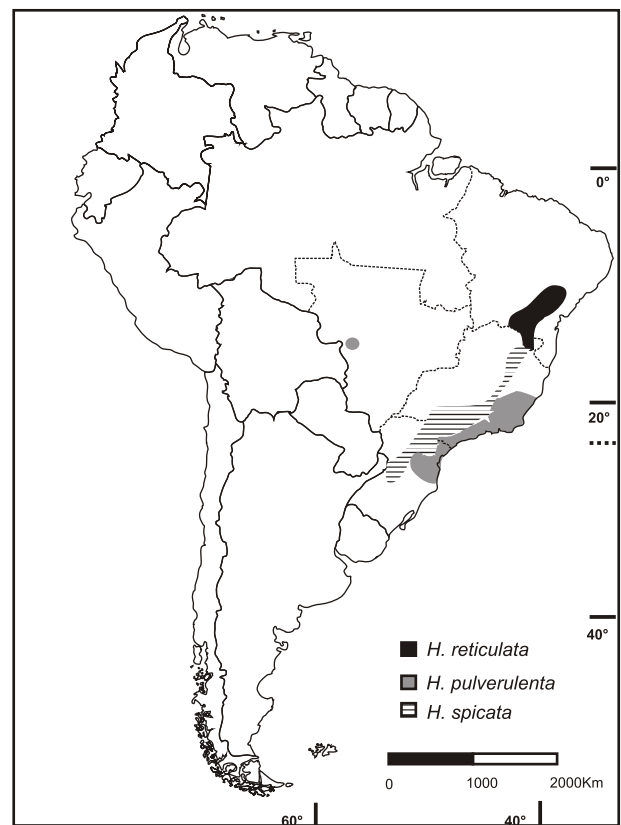 0°
20°
40°
H. reticulata
H. pulverulenta
H. spicata
0 1000 2000Km
60° 40°